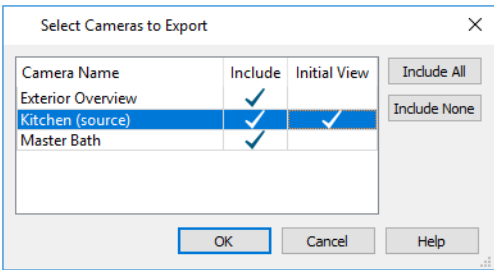 Select Cameras to Export
Camera Name Include Initial View
Exterior Overview
Kitchen (source)
Master Bath
Include All
Include None
OK Cancel Help